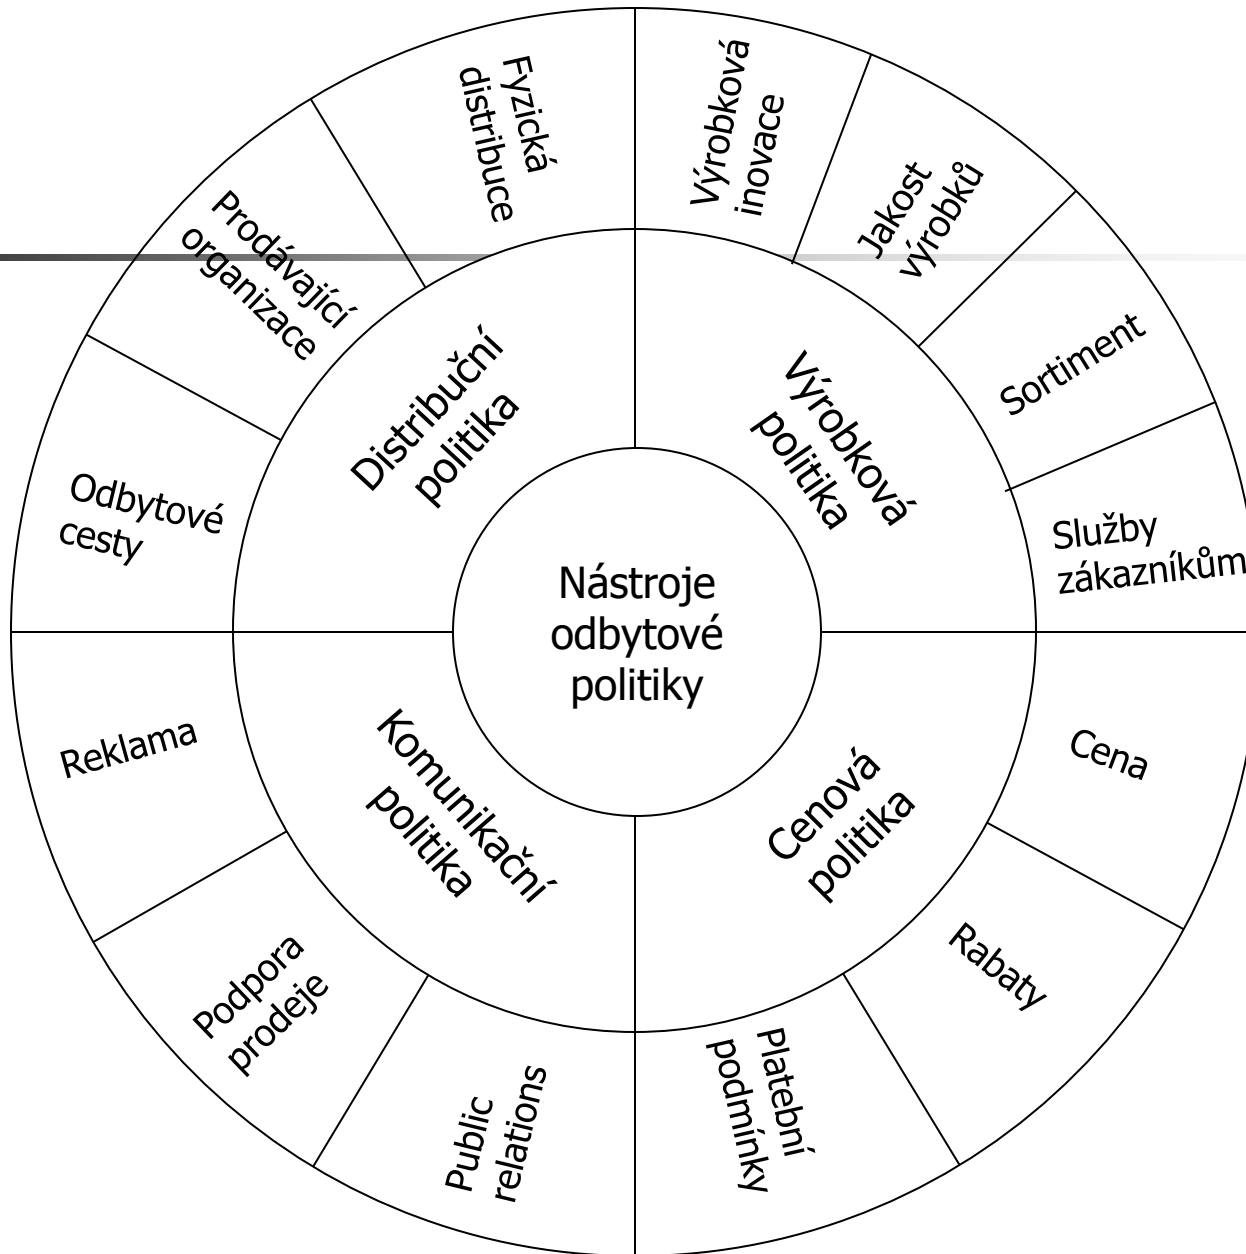 Fyzická
distribuce
Výrobková
inovace
Jakost
výrobků
Sortiment
Služby
zákazníkům
Cena
Rabaty
Platební
podmínky
Public
relations
Podpora
prodeje
Reklama
Odbytové
cesty
Prodávající
organizace
Distribuční
politika
Výrobková
politika
Cenová
politika
Komunikační
politika
Nástroje
odbytové
politiky